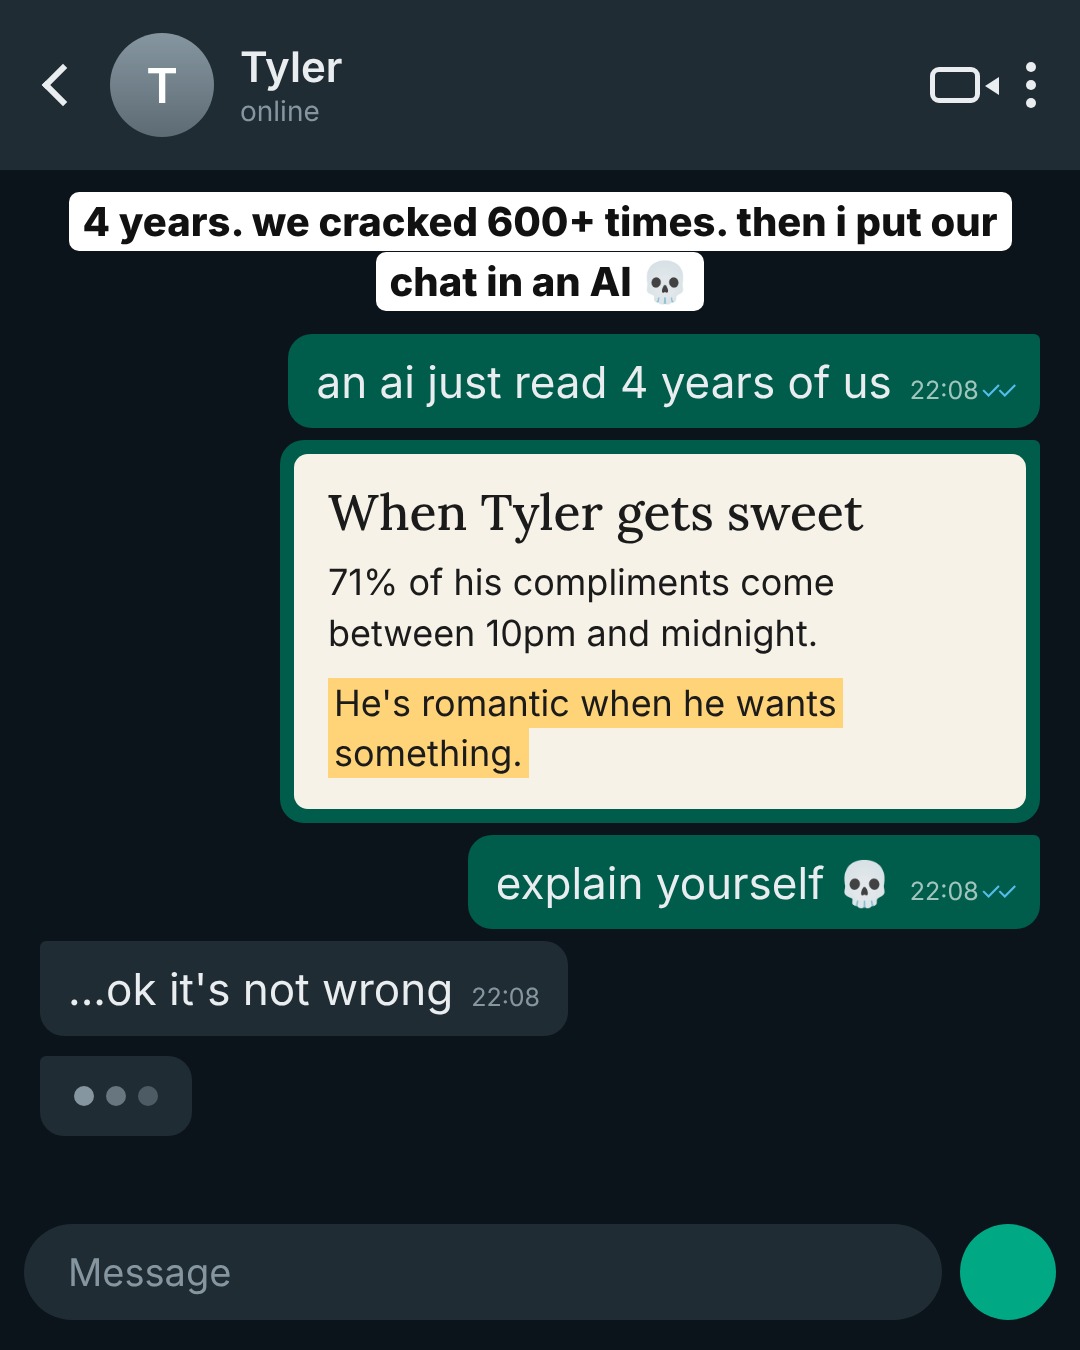 T
Tyler
online
4 years. we cracked 600+ times. then i put our
chat in an AI 💀
an ai just read 4 years of us 22:08
When Tyler gets sweet
71% of his compliments come
between 10pm and midnight.
He's romantic when he wants
something.
explain yourself 💀 22:08
...ok it's not wrong 22:08
Message